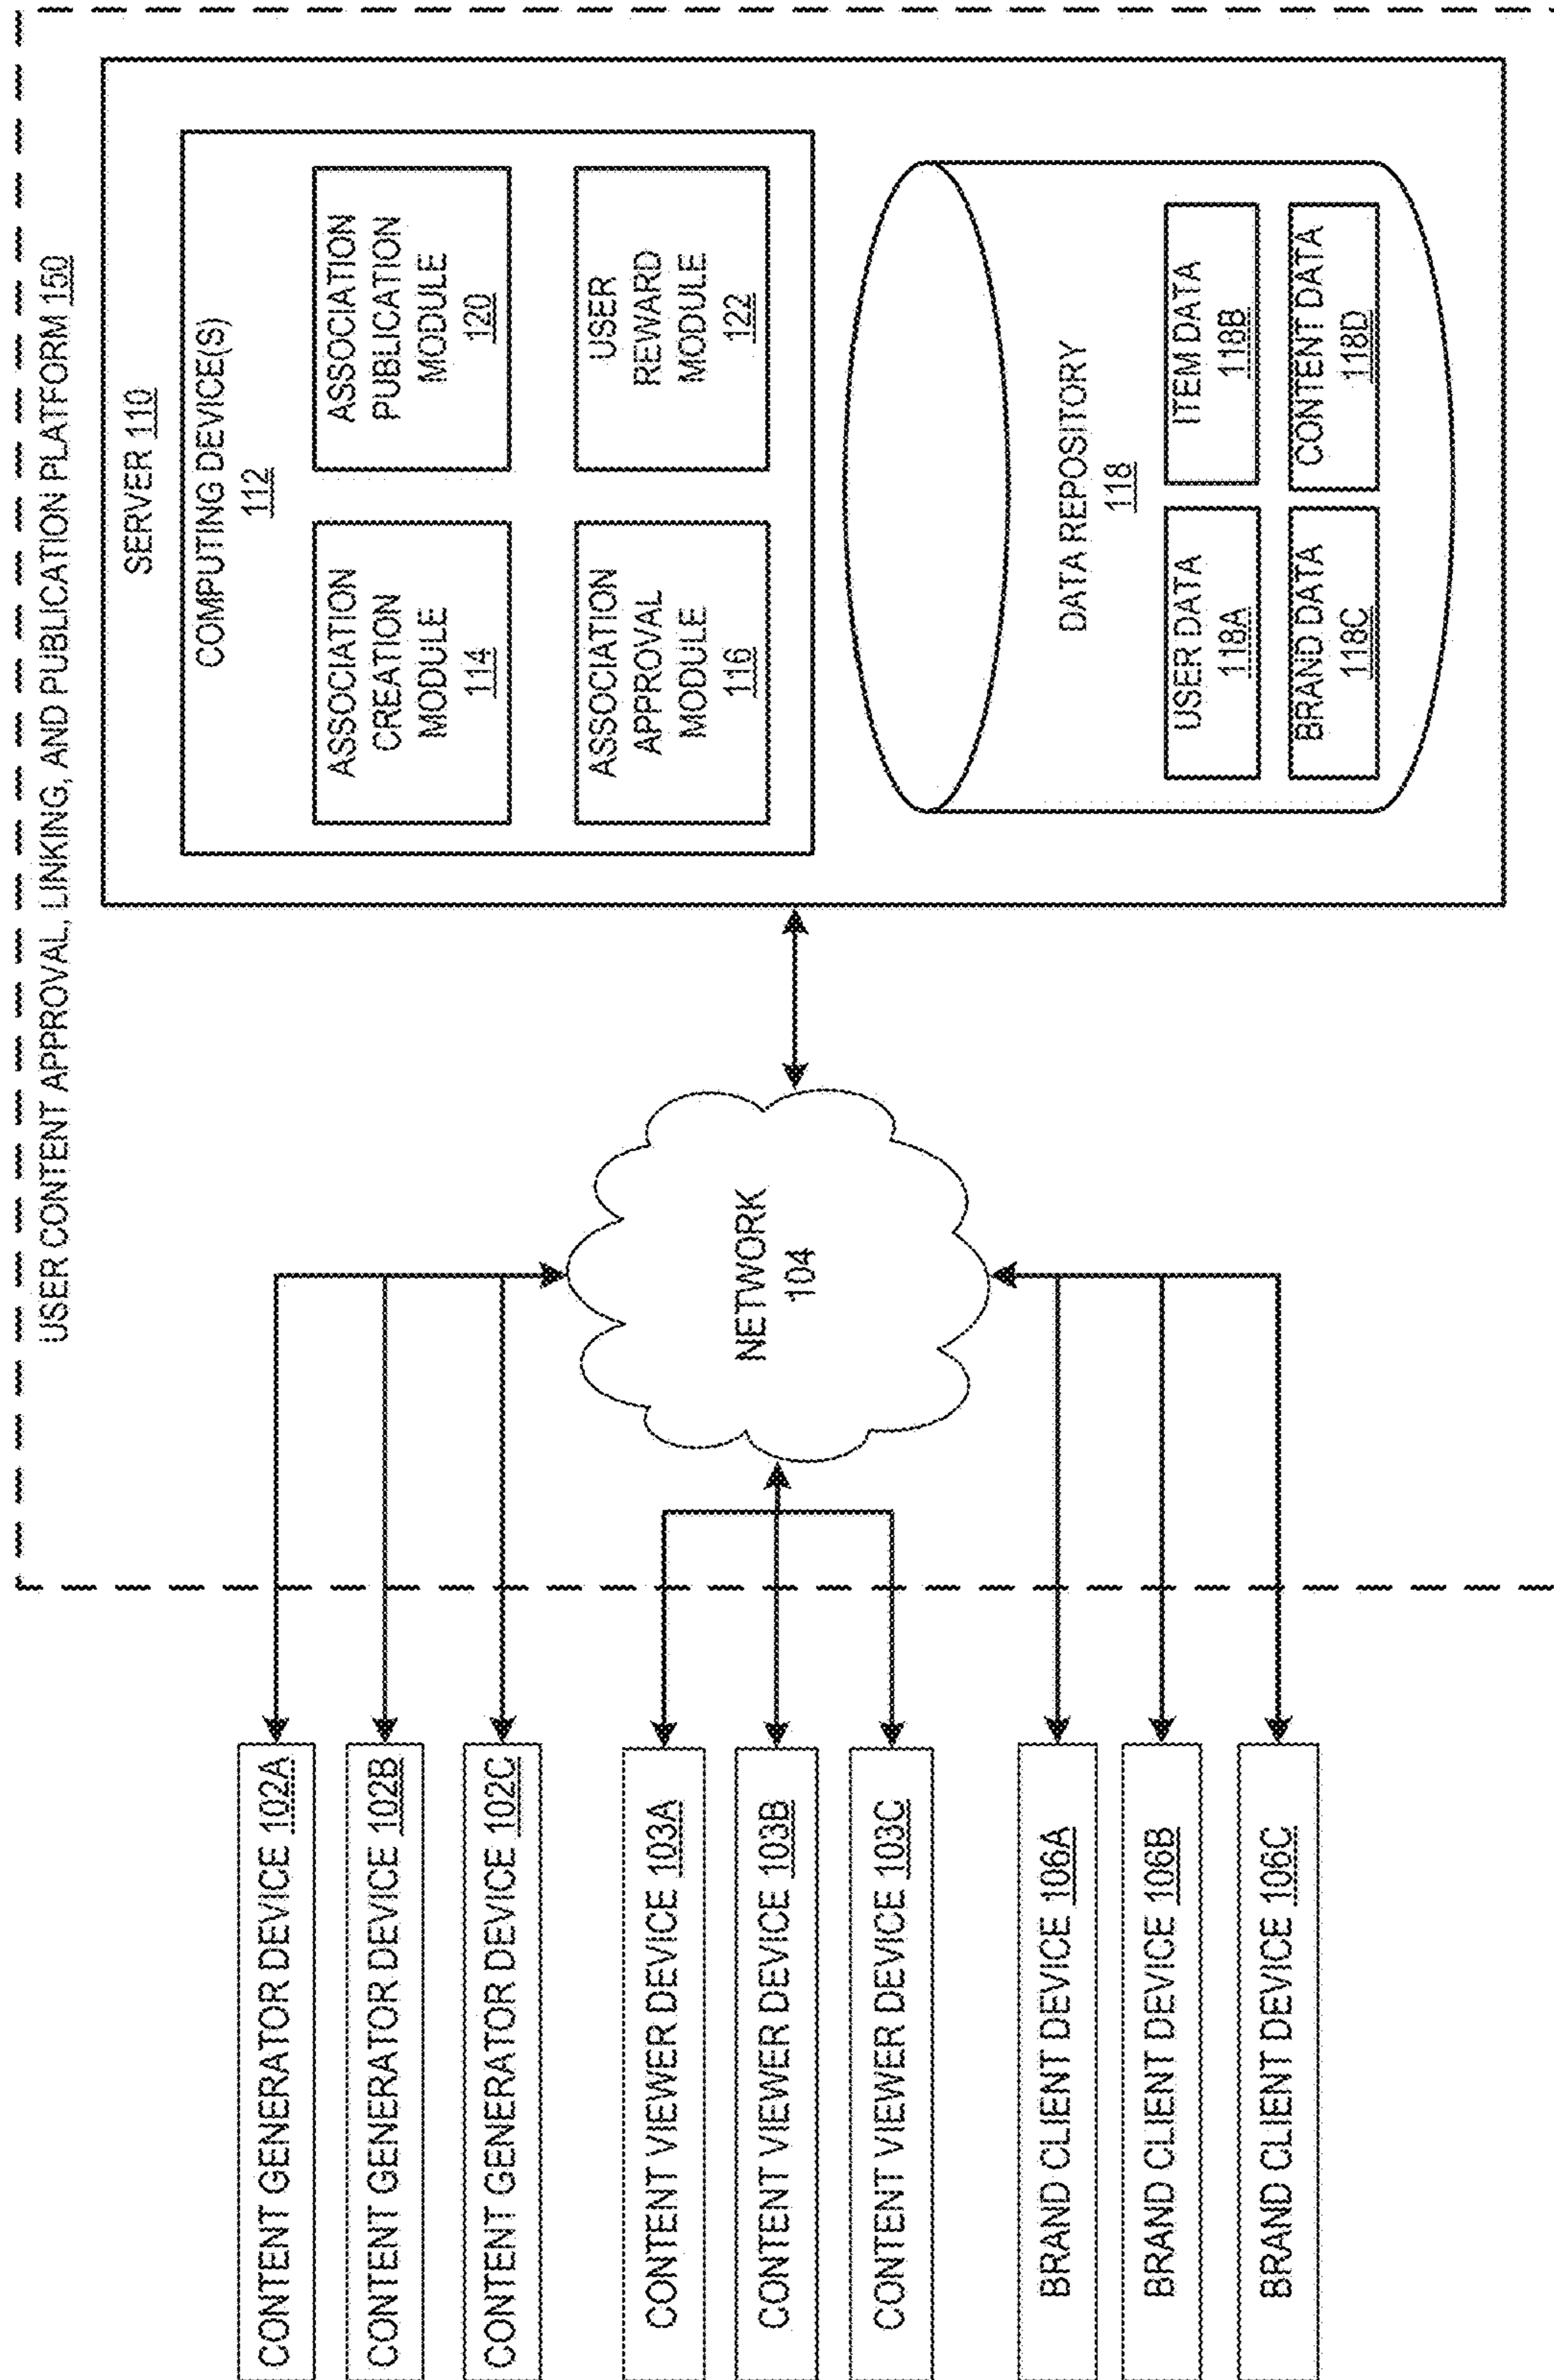 USER CONTENT APPROVAL, LINKING, AND PUBLICATION PLATFORM 150
SERVER 110
COMPUTING DEVICE(S)
112
ASSOCIATION
CREATION
MODULE
114
ASSOCIATION
PUBLICATION
MODULE
120
ASSOCIATION
APPROVAL
MODULE
116
USER
REWARD
MODULE
122
DATA REPOSITORY
118
USER DATA
118A
ITEM DATA
118B
BRAND DATA
118C
CONTENT DATA
118D
NETWORK
104
CONTENT GENERATOR DEVICE 102A
CONTENT GENERATOR DEVICE 102B
CONTENT GENERATOR DEVICE 102C
CONTENT VIEWER DEVICE 103A
CONTENT VIEWER DEVICE 103B
CONTENT VIEWER DEVICE 103C
BRAND CLIENT DEVICE 106A
BRAND CLIENT DEVICE 106B
BRAND CLIENT DEVICE 106C